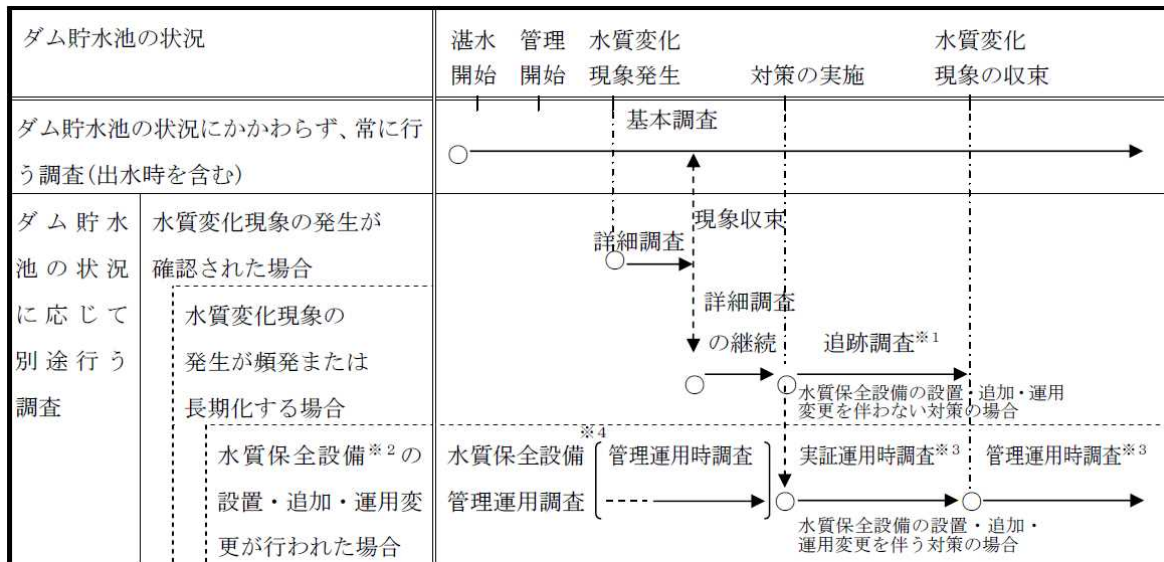 ダム貯水池の状況
湛水 管理 水質変化 水質変化
開始 開始 現象発生 対策の実施 現象の収束
ダム貯水池の状況にかかわらず、常に行
う調査(出水時を含む)
基本調査
ダム貯水
池の状況
に応じて
別途行う
調査
水質変化現象の発生が
確認された場合
現象収束
詳細調査
水質変化現象の
発生が頻発または
長期化する場合
詳細調査
の継続
追跡調査※1
水質保全設備の設置・追加・運用
変更を伴わない対策の場合
水質保全設備※2の
設置・追加・運用変
更が行われた場合
水質保全設備
管理運用調査
※4
管理運用時調査
実証運用時調査※3
管理運用時調査※3
水質保全設備の設置・追加・
運用変更を伴う対策の場合